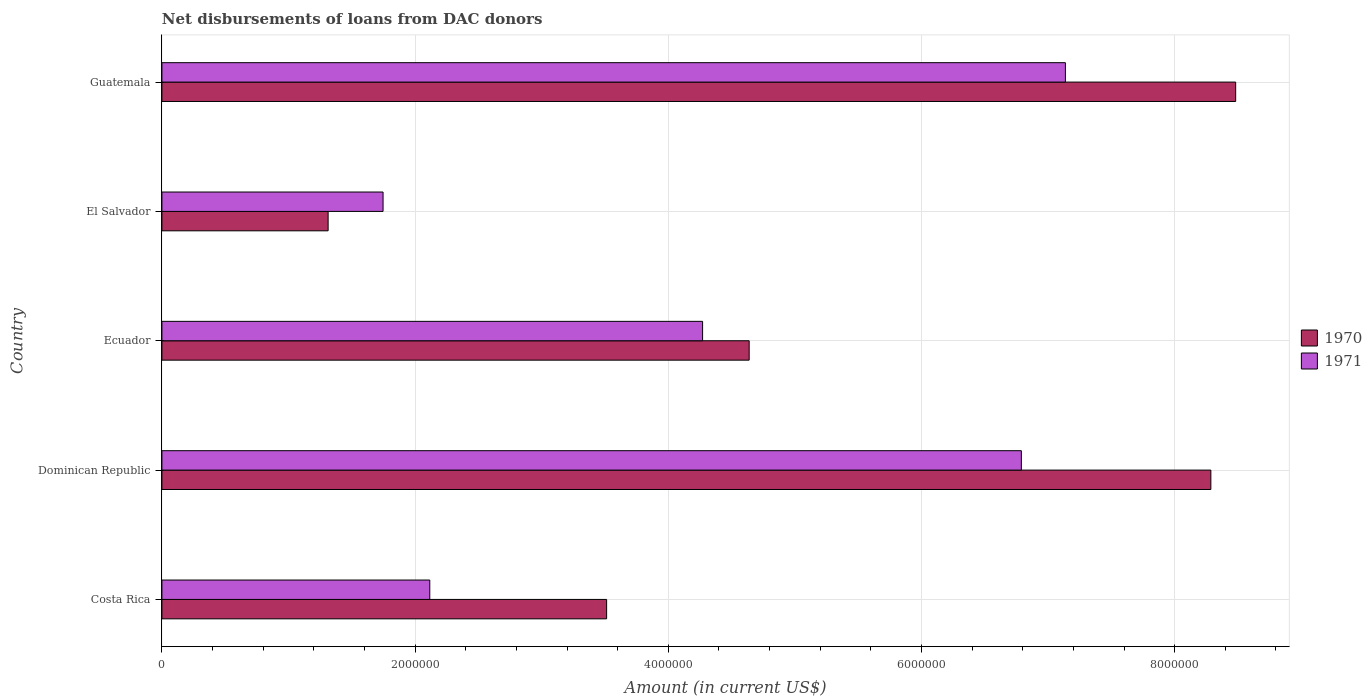 Net disbursements of loans from DAC donors
Guatemala
El Salvador
Ecuador
Dominican Republic
Costa Rica
Country
0
2000000
4000000
6000000
8000000
Amount (in current US$)
1970
1971